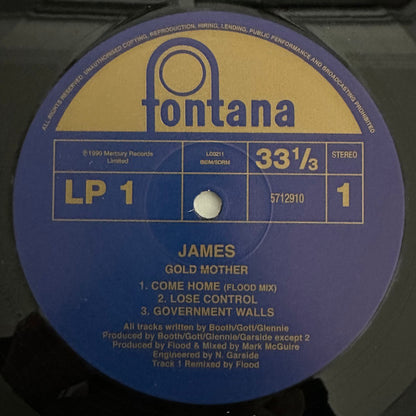 ALL RIGHTS RESERVED. UNAUTHORISED COPYING, REPRODUCTION, HIRING, LENDING, PUBLIC PERFORMANCE AND BROADCASTING PROHIBITED
fontana
℗1990 Mercury Records
Limited
LC0211
BIEM/SDRM
33 1/3
STEREO
LP 1
5712910
1
JAMES
GOLD MOTHER
1. COME HOME (FLOOD MIX)
2. LOSE CONTROL
3. GOVERNMENT WALLS
All tracks written by Booth/Gott/Glennie
Produced by Booth/Gott/Glennie/Garside except 2
Produced by Flood & Mixed by Mark McGuire
Engineered by N. Garside
Track 1 Remixed by Flood